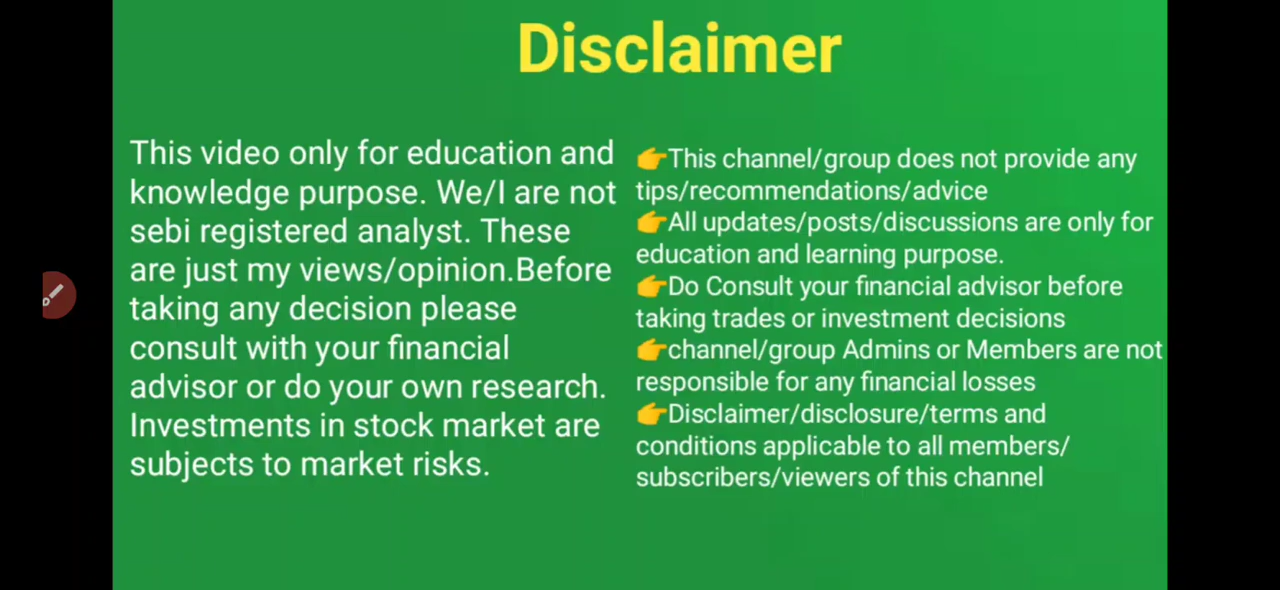 Disclaimer
This video only for education and
knowledge purpose. We/I are not
sebi registered analyst. These
are just my views/opinion.Before
taking any decision please
consult with your financial
advisor or do your own research.
Investments in stock market are
subjects to market risks.
👉This channel/group does not provide any
tips/recommendations/advice
👉All updates/posts/discussions are only for
education and learning purpose.
👉Do Consult your financial advisor before
taking trades or investment decisions
👉channel/group Admins or Members are not
responsible for any financial losses
👉Disclaimer/disclosure/terms and
conditions applicable to all members/
subscribers/viewers of this channel